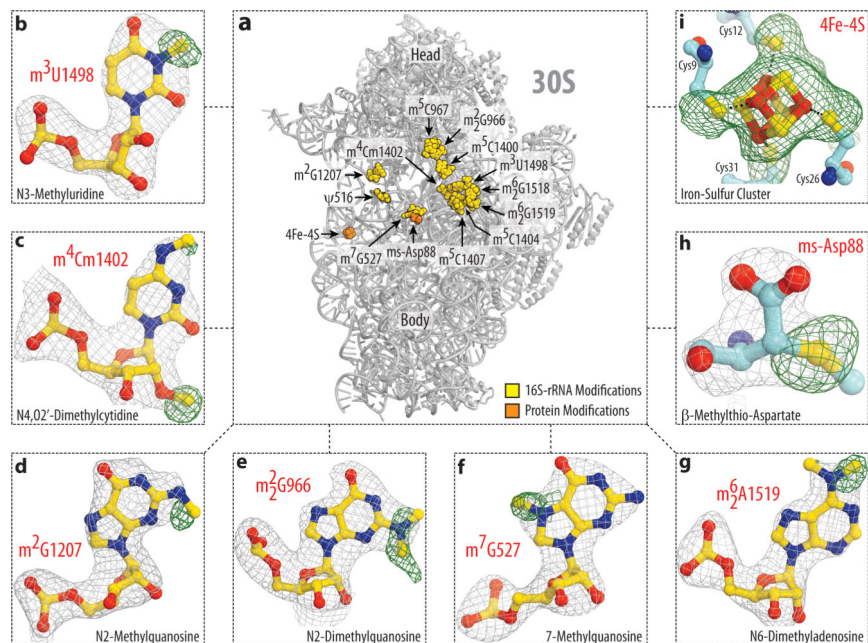 b
m³U1498
N3-Methyluridine
c
m⁴Cm1402
N4,O2′-Dimethylcytidine
a
Head
30S
m⁵C967
m²₂G966
m⁴Cm1402
m⁵C1400
m³U1498
m²G1207
m⁶₂G1518
ψ516
m⁶₂G1519
4Fe-4S
ms-Asp88
m⁵C1404
m⁷G527
m⁵C1407
Body
16S-rRNA Modifications
Protein Modifications
i
4Fe-4S
Cys12
Cys9
Cys31
Cys26
Iron-Sulfur Cluster
h
ms-Asp88
β-Methylthio-Aspartate
d
m²G1207
N2-Methylguanosine
e
m²₂G966
N2-Dimethylguanosine
f
m⁷G527
7-Methylguanosine
g
m⁶₂A1519
N6-Dimethyladenosine